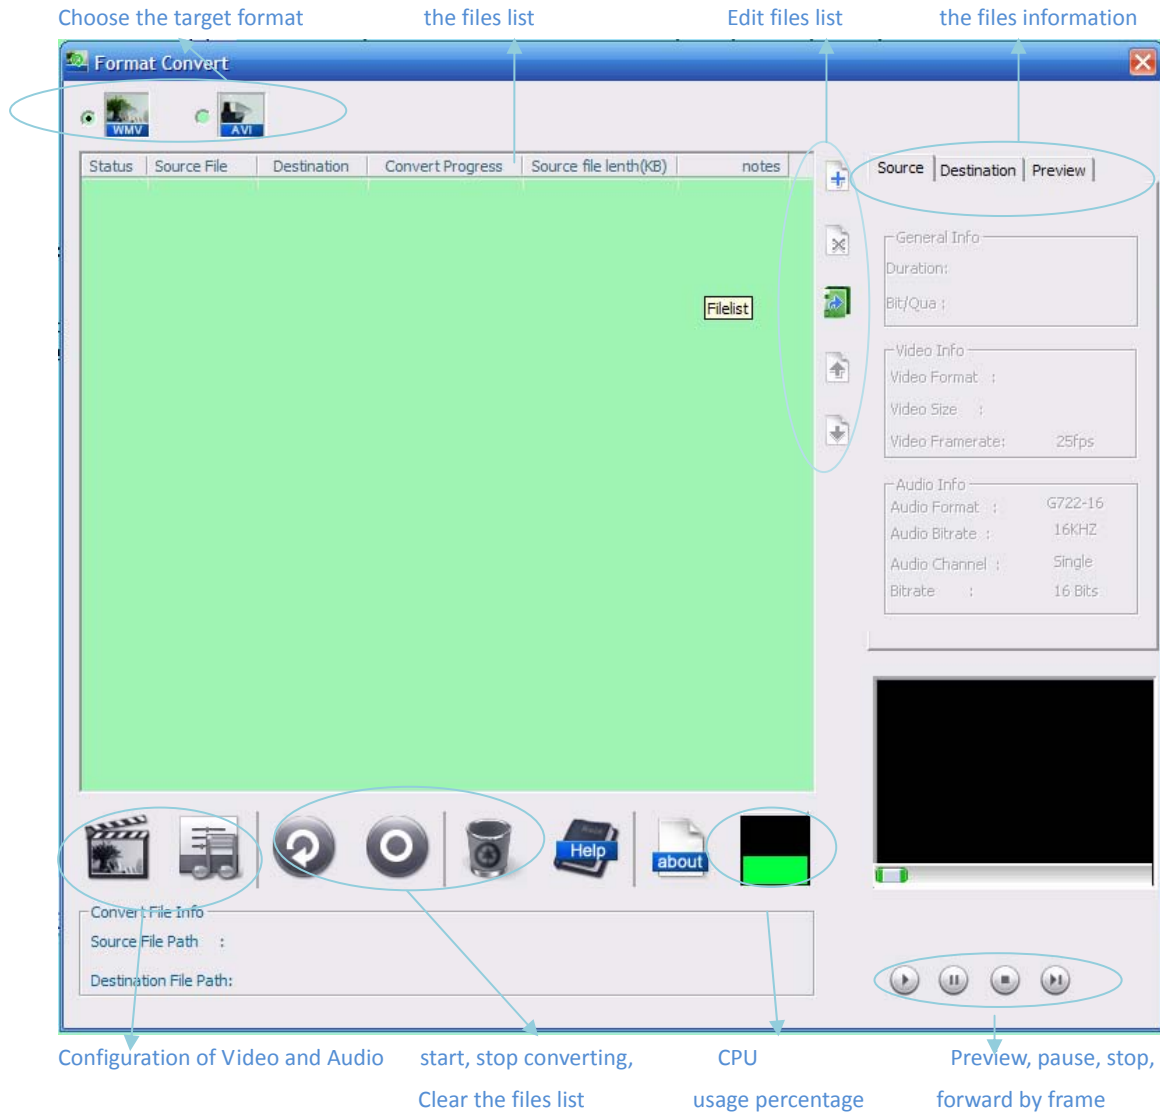 Choose the target format the files list Edit files list the files information
Format Convert
WMV AVI
Status Source File Destination Convert Progress Source file lenth(KB) notes
Source Destination Preview
General Info
Duration:
Bit/Qua :
Filelist
Video Info
Video Format :
Video Size :
Video Framerate: 25fps
Audio Info
Audio Format : G722-16
Audio Bitrate : 16KHZ
Audio Channel : Single
Bitrate : 16 Bits
Help about
Convert File Info
Source File Path :
Destination File Path:
Configuration of Video and Audio start, stop converting, CPU Preview, pause, stop,
Clear the files list usage percentage forward by frame